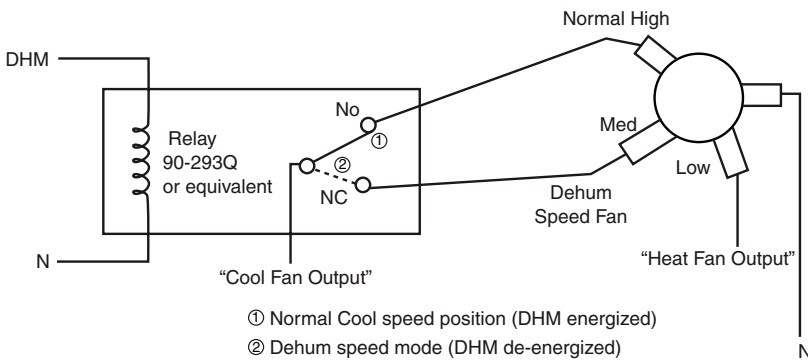 Normal High
DHM
No
①
Relay
90-293Q
or equivalent
②
NC
Med
Low
Dehum
Speed Fan
N
"Cool Fan Output"
"Heat Fan Output"
① Normal Cool speed position (DHM energized)
② Dehum speed mode (DHM de-energized)
N